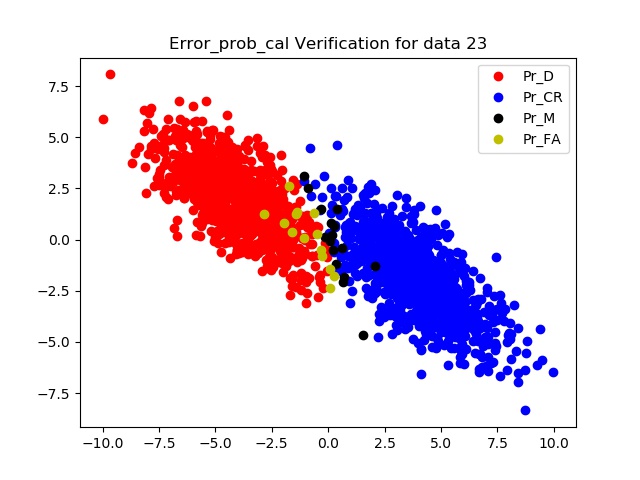 Error_prob_cal Verification for data 23
Pr_D
Pr_CR
Pr_M
Pr_FA
7.5
5.0
2.5
0.0
−2.5
−5.0
−7.5
−10.0 −7.5 −5.0 −2.5 0.0 2.5 5.0 7.5 10.0